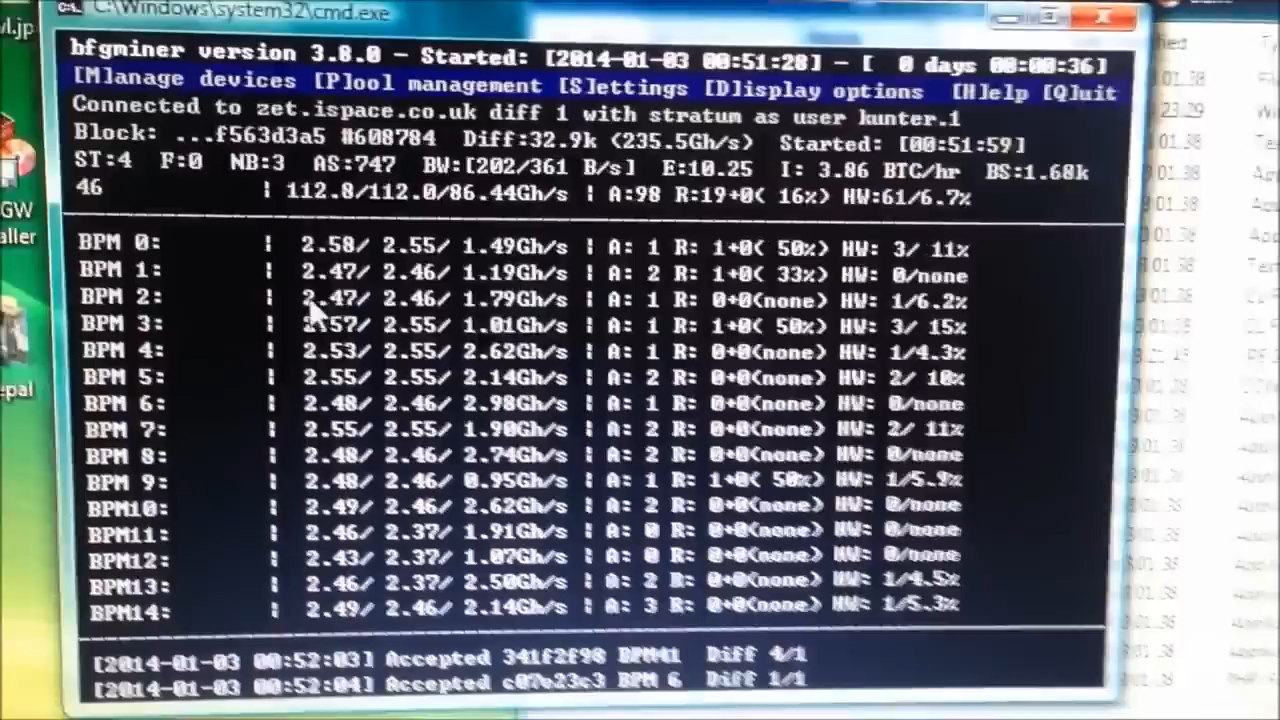 C:\Windows\system32\cmd.exe
bfgminer version 3.8.0 - Started: [2014-01-03 00:51:28] - [  0 days 00:00:36]
[M]anage devices [P]ool management [S]ettings [D]isplay options  [H]elp [Q]uit
Connected to zet.ispace.co.uk diff 1 with stratum as user kunter.1
Block: ...f563d3a5 #608784  Diff:32.9k (235.5Gh/s)  Started: [00:51:59]
ST:4  F:0  NB:3  AS:747  BW:[202/361 B/s]  E:10.25  I: 3.86 BTC/hr  BS:1.68k
46 | 112.8/112.0/86.44Gh/s | A:98 R:19+0( 16%) HW:61/6.7%
BPM 0: | 2.58/ 2.55/ 1.49Gh/s | A: 1 R: 1+0( 50%) HW: 3/ 11%
BPM 1: | 2.47/ 2.46/ 1.19Gh/s | A: 2 R: 1+0( 33%) HW: 0/none
BPM 2: | 2.47/ 2.46/ 1.79Gh/s | A: 1 R: 0+0(none) HW: 1/6.2%
BPM 3: | 2.57/ 2.55/ 1.01Gh/s | A: 1 R: 1+0( 50%) HW: 3/ 15%
BPM 4: | 2.53/ 2.55/ 2.62Gh/s | A: 1 R: 0+0(none) HW: 1/4.3%
BPM 5: | 2.55/ 2.55/ 2.14Gh/s | A: 2 R: 0+0(none) HW: 2/ 10%
BPM 6: | 2.48/ 2.46/ 2.98Gh/s | A: 1 R: 0+0(none) HW: 0/none
BPM 7: | 2.55/ 2.55/ 1.90Gh/s | A: 2 R: 0+0(none) HW: 2/ 11%
BPM 8: | 2.48/ 2.46/ 2.74Gh/s | A: 2 R: 0+0(none) HW: 0/none
BPM 9: | 2.48/ 2.46/ 0.95Gh/s | A: 1 R: 1+0( 50%) HW: 1/5.9%
BPM10: | 2.49/ 2.46/ 2.62Gh/s | A: 2 R: 0+0(none) HW: 0/none
BPM11: | 2.46/ 2.37/ 1.91Gh/s | A: 0 R: 0+0(none) HW: 0/none
BPM12: | 2.43/ 2.37/ 1.07Gh/s | A: 0 R: 0+0(none) HW: 0/none
BPM13: | 2.46/ 2.37/ 2.50Gh/s | A: 2 R: 0+0(none) HW: 1/4.5%
BPM14: | 2.49/ 2.46/ 2.14Gh/s | A: 3 R: 0+0(none) HW: 1/5.3%
[2014-01-03 00:52:03] Accepted 341f2f98 BPM41  Diff 4/1
[2014-01-03 00:52:04] Accepted c07e23c3 BPM 6  Diff 1/1